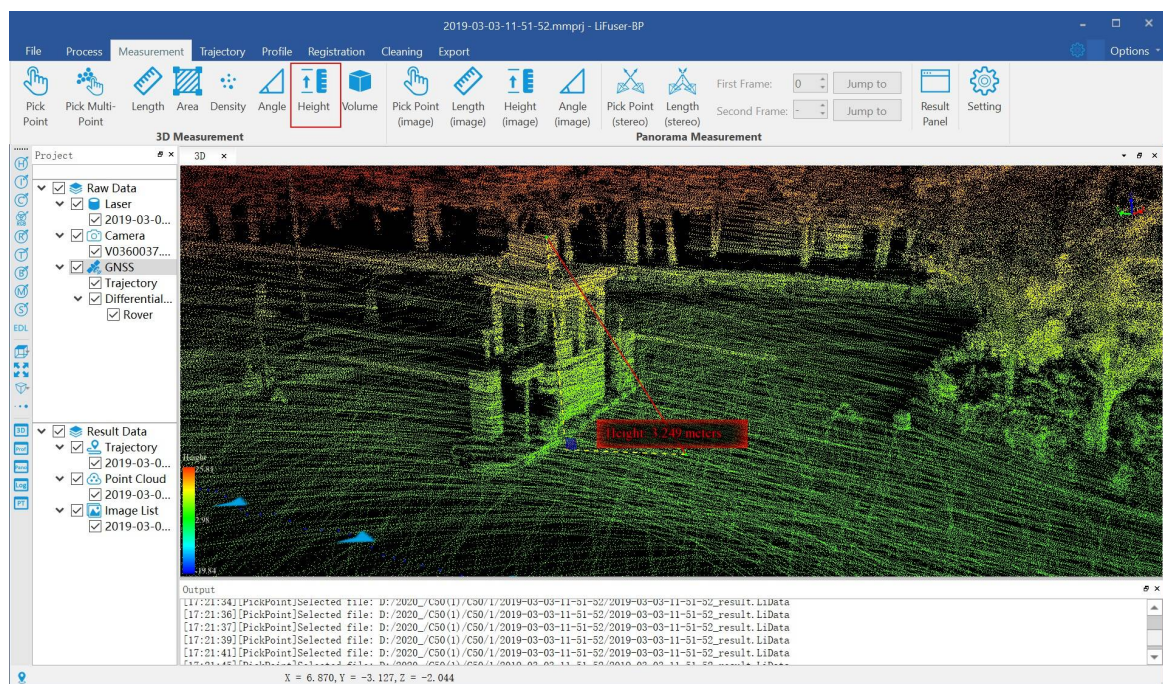 2019-03-03-11-51-52.mmprj - LiFuser-BP
File Process Measurement Trajectory Profile Registration Cleaning Export Options
Pick Point
Pick Multi-Point
Length
Area
Density
Angle
Height
Volume
3D Measurement
Pick Point (image)
Length (image)
Height (image)
Angle (image)
Pick Point (stereo)
Length (stereo)
First Frame: 0 Jump to
Second Frame: - Jump to
Panorama Measurement
Result Panel
Setting
Project
3D
Raw Data
Laser
2019-03-0...
Camera
V0360037....
GNSS
Trajectory
Differential...
Rover
EDL
3D
Prof
Pano
Log
PT
Result Data
Trajectory
2019-03-0...
Point Cloud
2019-03-0...
Image List
2019-03-0...
Height: 3.249 meters
Height
25.81
2.98
-19.84
Output
[17:21:34][PickPoint]Selected file: D:/2020_/C50(1)/C50/1/2019-03-03-11-51-52/2019-03-03-11-51-52_result.LiData
[17:21:36][PickPoint]Selected file: D:/2020_/C50(1)/C50/1/2019-03-03-11-51-52/2019-03-03-11-51-52_result.LiData
[17:21:37][PickPoint]Selected file: D:/2020_/C50(1)/C50/1/2019-03-03-11-51-52/2019-03-03-11-51-52_result.LiData
[17:21:39][PickPoint]Selected file: D:/2020_/C50(1)/C50/1/2019-03-03-11-51-52/2019-03-03-11-51-52_result.LiData
[17:21:41][PickPoint]Selected file: D:/2020_/C50(1)/C50/1/2019-03-03-11-51-52/2019-03-03-11-51-52_result.LiData
X = 6.870, Y = -3.127, Z = -2.044